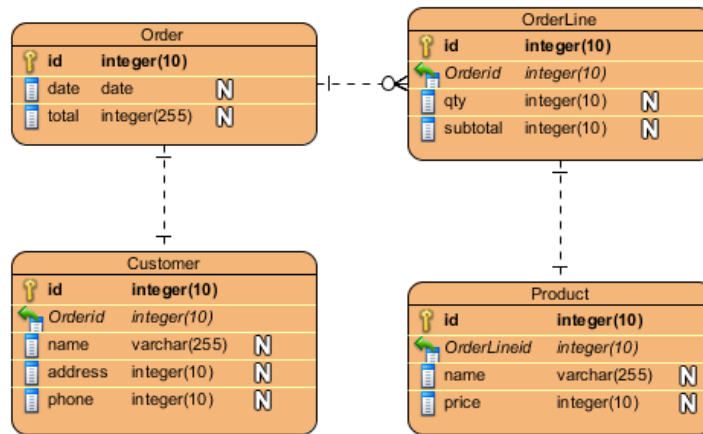 Order
id integer(10)
date date N
total integer(255) N
OrderLine
id integer(10)
Orderid integer(10)
qty integer(10) N
subtotal integer(10) N
Customer
id integer(10)
Orderid integer(10)
name varchar(255) N
address integer(10) N
phone integer(10) N
Product
id integer(10)
OrderLineid integer(10)
name varchar(255) N
price integer(10) N